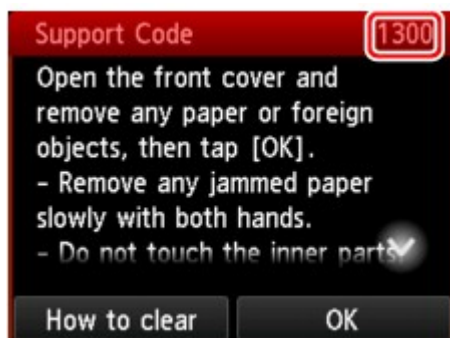 Support Code 1300
Open the front cover and
remove any paper or foreign
objects, then tap [OK].
- Remove any jammed paper
slowly with both hands.
- Do not touch the inner parts
How to clear OK